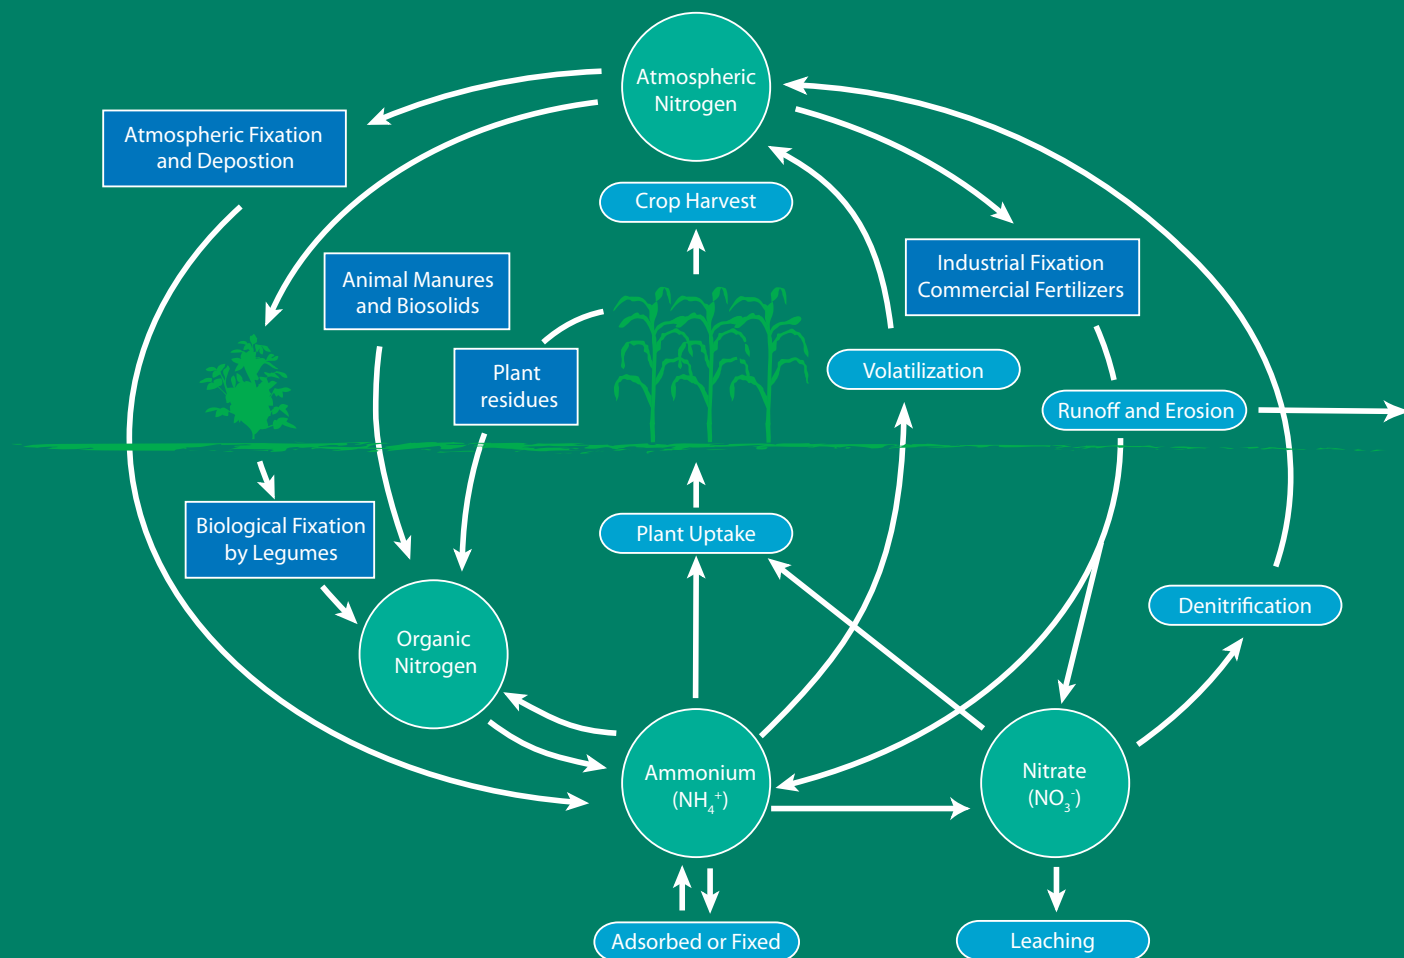 Atmospheric
Nitrogen
Atmospheric Fixation
and Depostion
Crop Harvest
Animal Manures
and Biosolids
Industrial Fixation
Commercial Fertilizers
Plant
residues
Volatilization
Runoff and Erosion
Biological Fixation
by Legumes
Plant Uptake
Denitrification
Organic
Nitrogen
Ammonium
(NH₄⁺)
Nitrate
(NO₃⁻)
Adsorbed or Fixed
Leaching